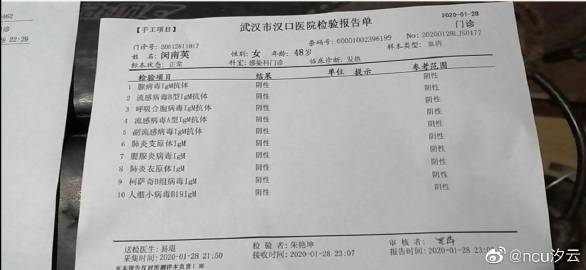 【手工项目】
武汉市汉口医院检验报告单
2020-01-28
门诊
门诊号: 20012811017
条码号: 00001002396199
No: 20200128LJS0477
姓 名: 闵南英
性别: 女 年龄: 48岁
样本类型: 血清
标本状态: 正常
科室: 感染科门诊
临床诊断: 发热
检验项目 结果 单位 提示 参考范围
1 腺病毒IgM抗体 阴性 阴性
2 流感病毒B型IgM抗体 阴性 阴性
3 呼吸合胞病毒IgM抗体 阴性 阴性
4 流感病毒A型IgM抗体 阴性 阴性
5 副流感病毒IgM抗体 阴性 阴性
6 肺炎支原体IgM 阴性 阴性
7 腮腺炎病毒IgM 阴性 阴性
8 肺炎衣原体IgM 阴性 阴性
9 柯萨奇B组病毒IgM 阴性 阴性
10 人细小病毒B19IgM 阴性 阴性
送检医生: 易琨
检 验 者: 朱艳坤
审 核 者:
采集时间: 2020-01-28 21:50
接收时间: 2020-01-28 23:07
报告时间: 2020-01-28 23:
本报告仅对所测样本负责!
@ncu汐云